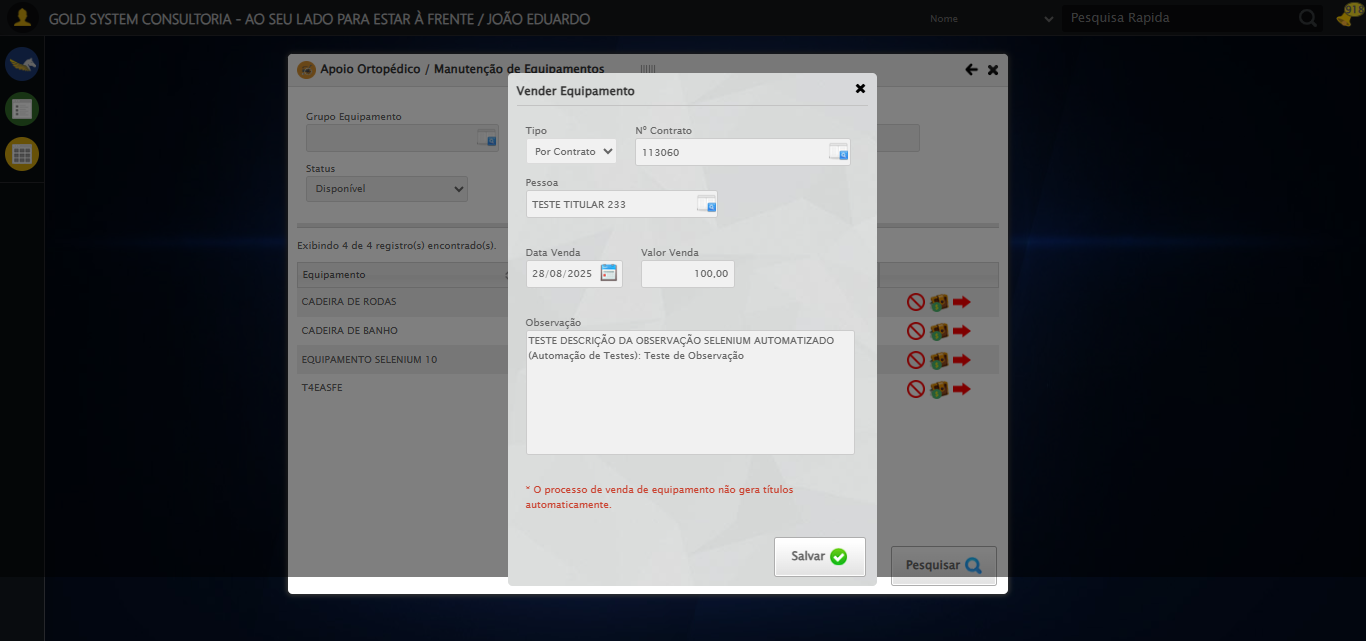 GOLD SYSTEM CONSULTORIA - AO SEU LADO PARA ESTAR À FRENTE / JOÃO EDUARDO
Nome
Pesquisa Rapida
918
Apoio Ortopédico / Manutenção de Equipamentos
Grupo Equipamento
Status
Disponível
Exibindo 4 de 4 registro(s) encontrado(s).
Equipamento
CADEIRA DE RODAS
CADEIRA DE BANHO
EQUIPAMENTO SELENIUM 10
T4EASFE
Pesquisar
Vender Equipamento
Tipo
Nº Contrato
Por Contrato
113060
Pessoa
TESTE TITULAR 233
Data Venda
Valor Venda
28/08/2025
100,00
Observação
TESTE DESCRIÇÃO DA OBSERVAÇÃO SELENIUM AUTOMATIZADO
(Automação de Testes): Teste de Observação
* O processo de venda de equipamento não gera títulos
automaticamente.
Salvar